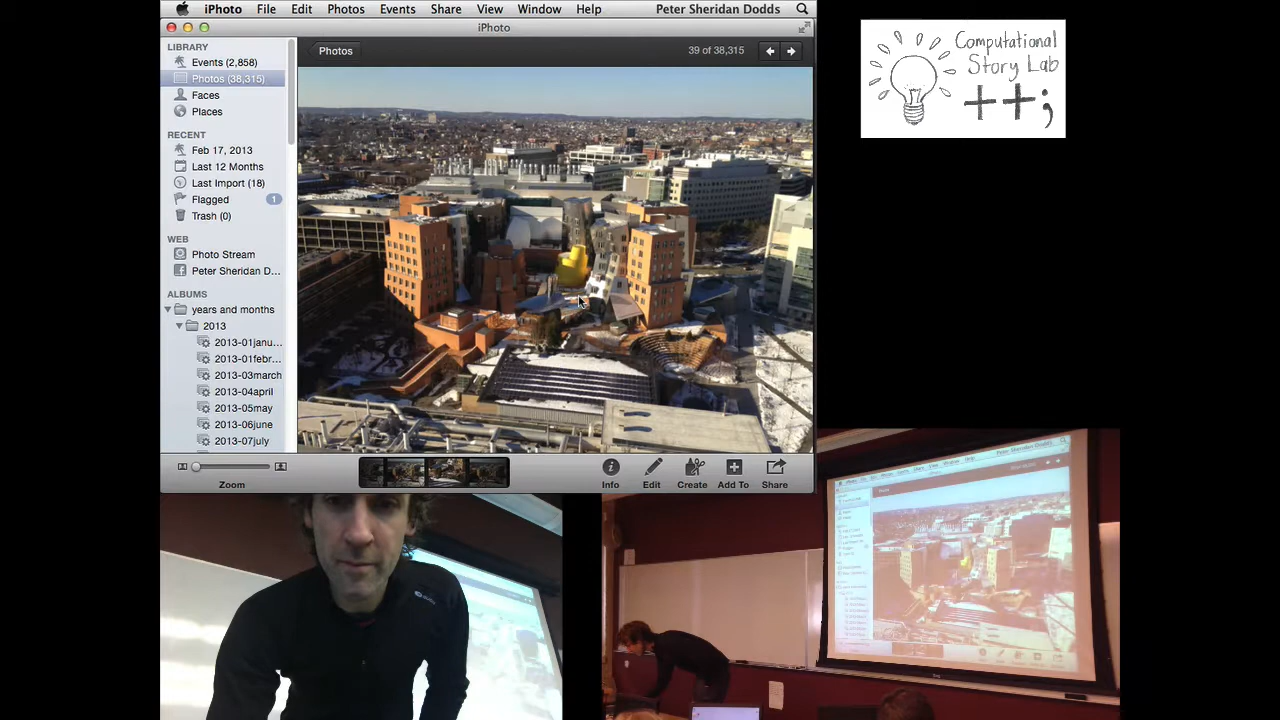 iPhoto File Edit Photos Events Share View Window Help Peter Sheridan Dodds
iPhoto
LIBRARY
Events (2,858)
Photos (38,315)
Faces
Places
RECENT
Feb 17, 2013
Last 12 Months
Last Import (18)
Flagged 1
Trash (0)
WEB
Photo Stream
Peter Sheridan D...
ALBUMS
years and months
2013
2013-01janu...
2013-01febr...
2013-03march
2013-04april
2013-05may
2013-06june
2013-07july
Photos 39 of 38,315
Zoom Info Edit Create Add To Share
Computational
Story Lab
++;